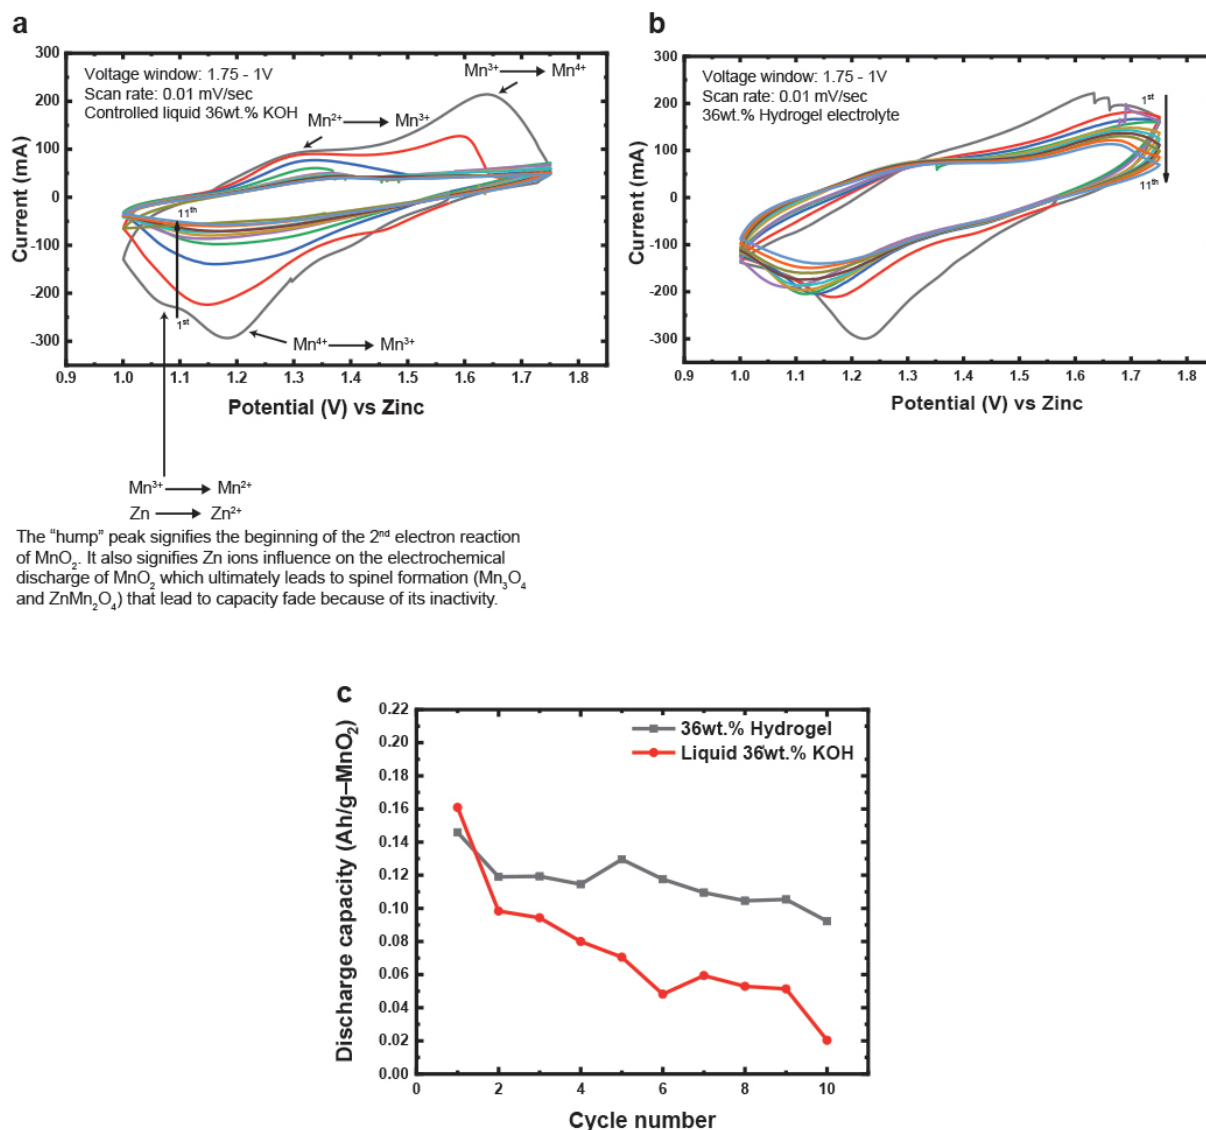 a
Voltage window: 1.75 - 1V
Scan rate: 0.01 mV/sec
Controlled liquid 36wt.% KOH
Mn³⁺ → Mn⁴⁺
Mn²⁺ → Mn³⁺
11th
1st
Mn⁴⁺ → Mn³⁺
300
200
100
0
-100
-200
-300
Current (mA)
0.9 1.0 1.1 1.2 1.3 1.4 1.5 1.6 1.7 1.8
Potential (V) vs Zinc
Mn³⁺ → Mn²⁺
Zn → Zn²⁺
The “hump” peak signifies the beginning of the 2nd electron reaction
of MnO₂. It also signifies Zn ions influence on the electrochemical
discharge of MnO₂ which ultimately leads to spinel formation (Mn₃O₄
and ZnMn₂O₄) that lead to capacity fade because of its inactivity.
b
Voltage window: 1.75 - 1V
Scan rate: 0.01 mV/sec
36wt.% Hydrogel electrolyte
1st
11th
300
200
100
0
-100
-200
-300
Current (mA)
0.9 1.0 1.1 1.2 1.3 1.4 1.5 1.6 1.7 1.8
Potential (V) vs Zinc
c
36wt.% Hydrogel
Liquid 36wt.% KOH
0.22
0.20
0.18
0.16
0.14
0.12
0.10
0.08
0.06
0.04
0.02
0.00
Discharge capacity (Ah/g–MnO₂)
0 2 4 6 8 10
Cycle number